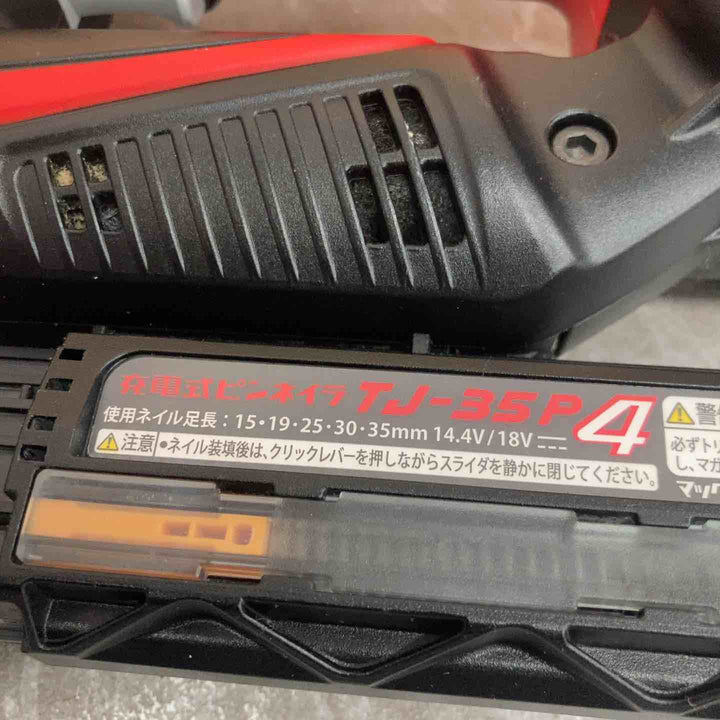 充電式ピンネイラ TJ-35P4
使用ネイル足長：15･19･25･30･35mm 14.4V/18V
⚠注意 ●ネイル装填後は、クリックレバーを押しながらスライダを静かに閉じてください。
⚠警
必ずトリ
し、マガ
マック